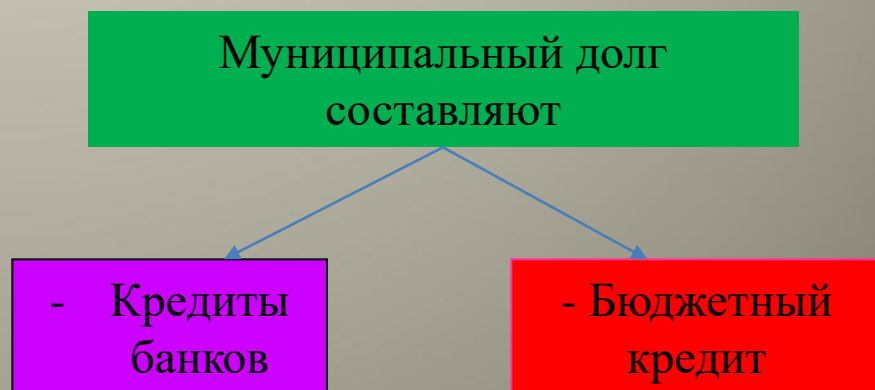 Муниципальный долг
составляют
- Кредиты
банков
- Бюджетный
кредит